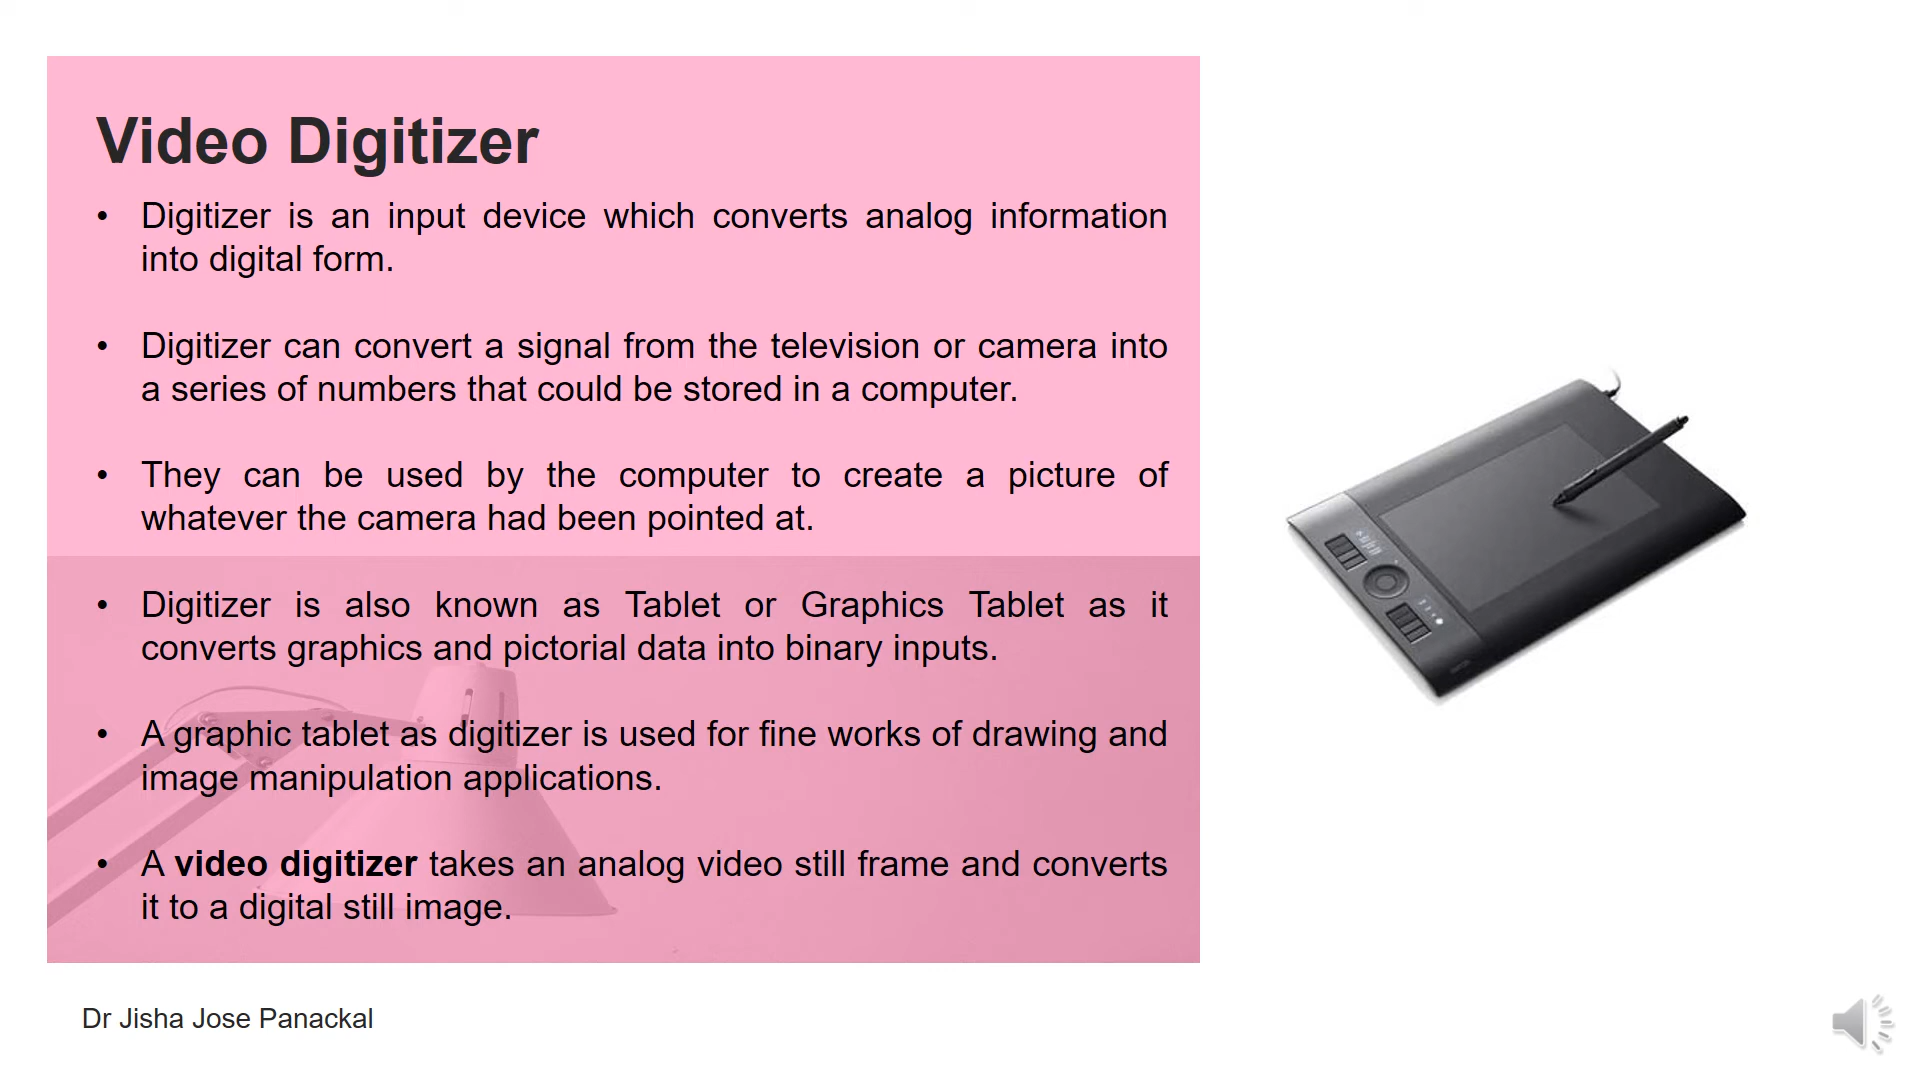 Video Digitizer
• Digitizer is an input device which converts analog information
into digital form.
• Digitizer can convert a signal from the television or camera into
a series of numbers that could be stored in a computer.
• They can be used by the computer to create a picture of
whatever the camera had been pointed at.
• Digitizer is also known as Tablet or Graphics Tablet as it
converts graphics and pictorial data into binary inputs.
• A graphic tablet as digitizer is used for fine works of drawing and
image manipulation applications.
• A video digitizer takes an analog video still frame and converts
it to a digital still image.
Dr Jisha Jose Panackal